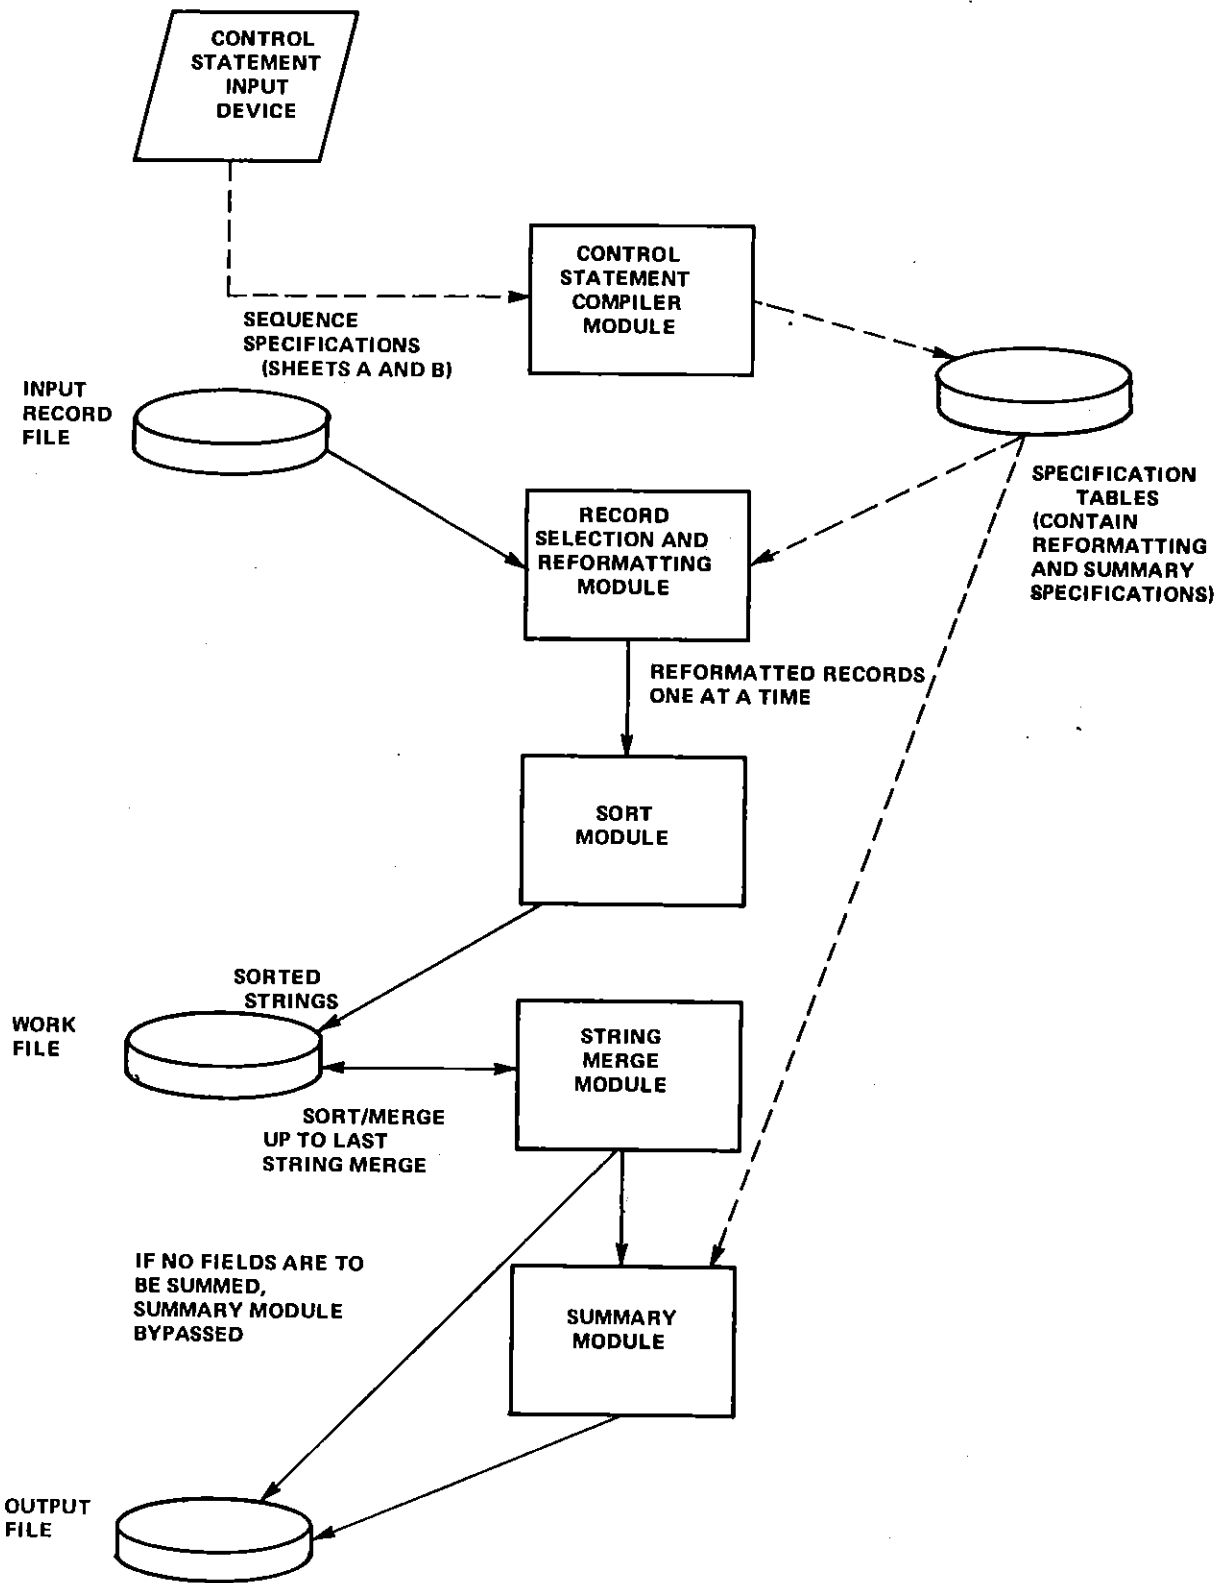 CONTROL
STATEMENT
INPUT
DEVICE
CONTROL
STATEMENT
COMPILER
MODULE
SEQUENCE
SPECIFICATIONS
(SHEETS A AND B)
INPUT
RECORD
FILE
SPECIFICATION
TABLES
(CONTAIN
REFORMATTING
AND SUMMARY
SPECIFICATIONS)
RECORD
SELECTION AND
REFORMATTING
MODULE
REFORMATTED RECORDS
ONE AT A TIME
SORT
MODULE
SORTED
STRINGS
WORK
FILE
STRING
MERGE
MODULE
SORT/MERGE
UP TO LAST
STRING MERGE
IF NO FIELDS ARE TO
BE SUMMED,
SUMMARY MODULE
BYPASSED
SUMMARY
MODULE
OUTPUT
FILE